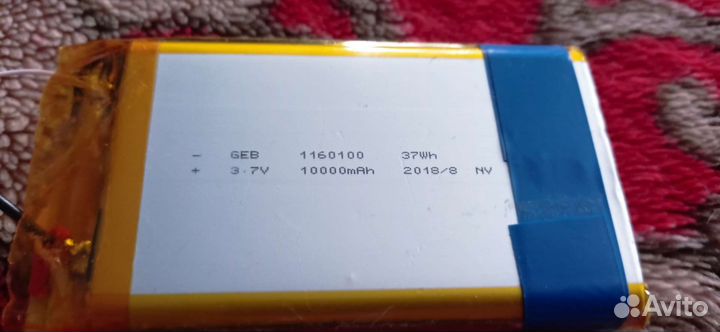 - GEB 1160100 37Wh
+ 3.7V 10000mAh 2018/8 NV
Avito